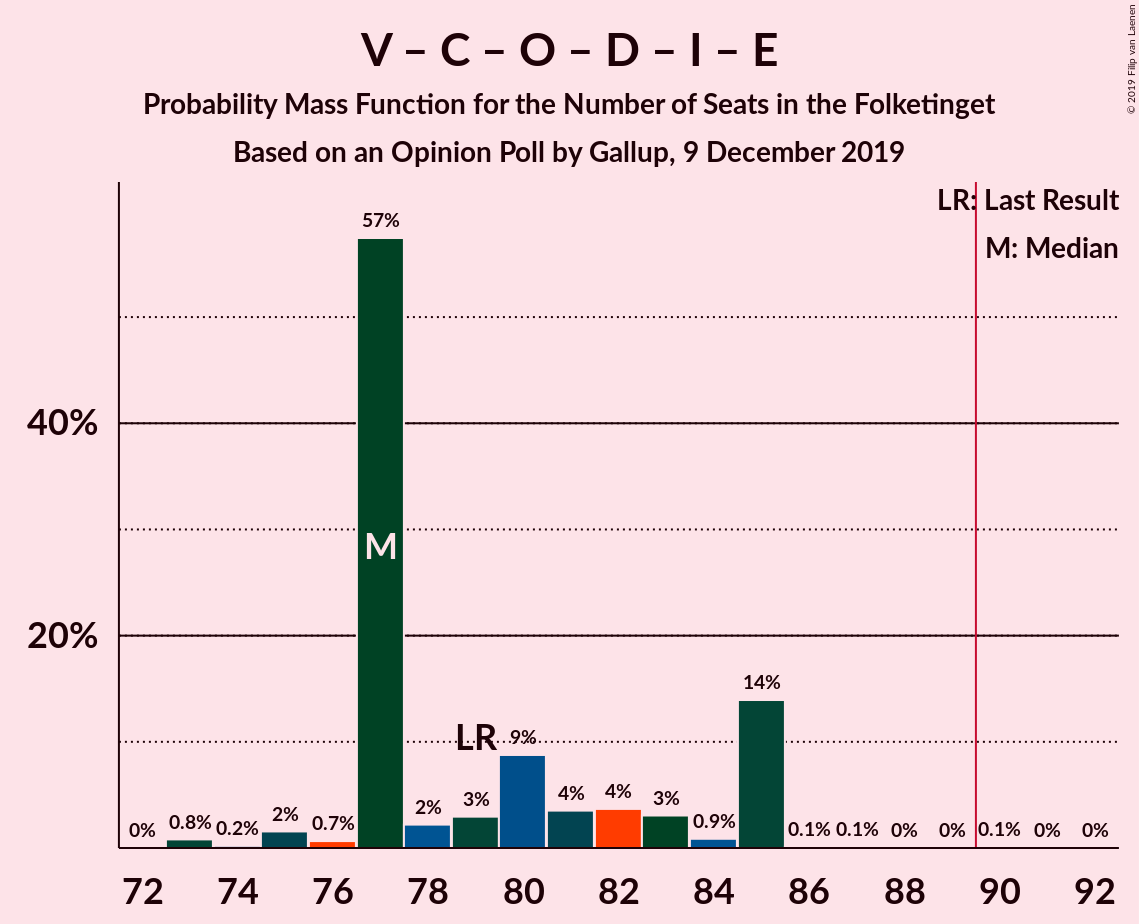 V – C – O – D – I – E
Probability Mass Function for the Number of Seats in the Folketinget
Based on an Opinion Poll by Gallup, 9 December 2019
© 2019 Filip van Laenen
LR: Last Result
M: Median
40%
20%
0% 0.8% 0.2% 2% 0.7% 57% 2% 3% 9% 4% 4% 3% 0.9% 14% 0.1% 0.1% 0% 0% 0.1% 0% 0%
M
LR
72 74 76 78 80 82 84 86 88 90 92